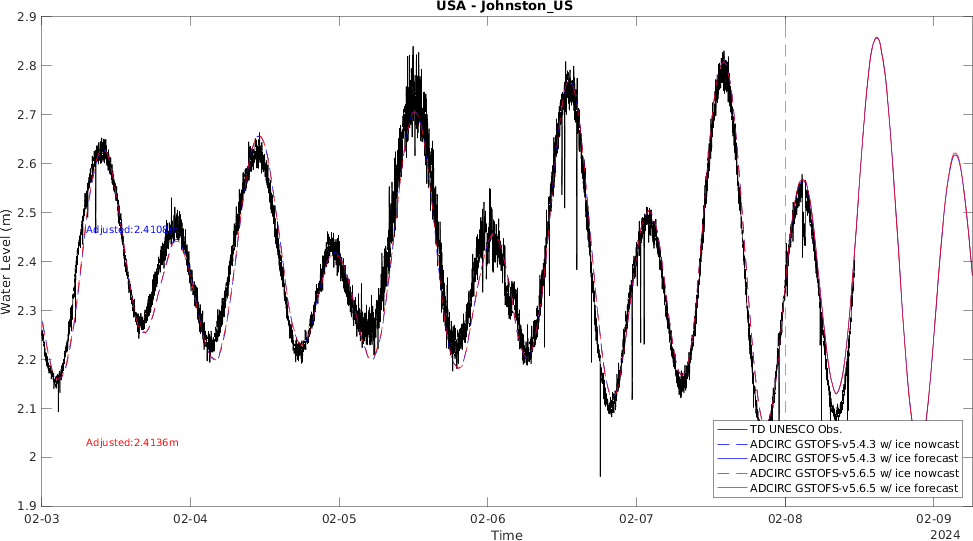 USA - Johnston_US
Water Level (m)
2.9
2.8
2.7
2.6
2.5
2.4
2.3
2.2
2.1
2
1.9
Adjusted:2.4108
Adjusted:2.4136m
TD UNESCO Obs.
ADCIRC GSTOFS-v5.4.3 w/ ice nowcast
ADCIRC GSTOFS-v5.4.3 w/ ice forecast
ADCIRC GSTOFS-v5.6.5 w/ ice nowcast
ADCIRC GSTOFS-v5.6.5 w/ ice forecast
02-03 02-04 02-05 02-06 02-07 02-08 02-09
Time
2024